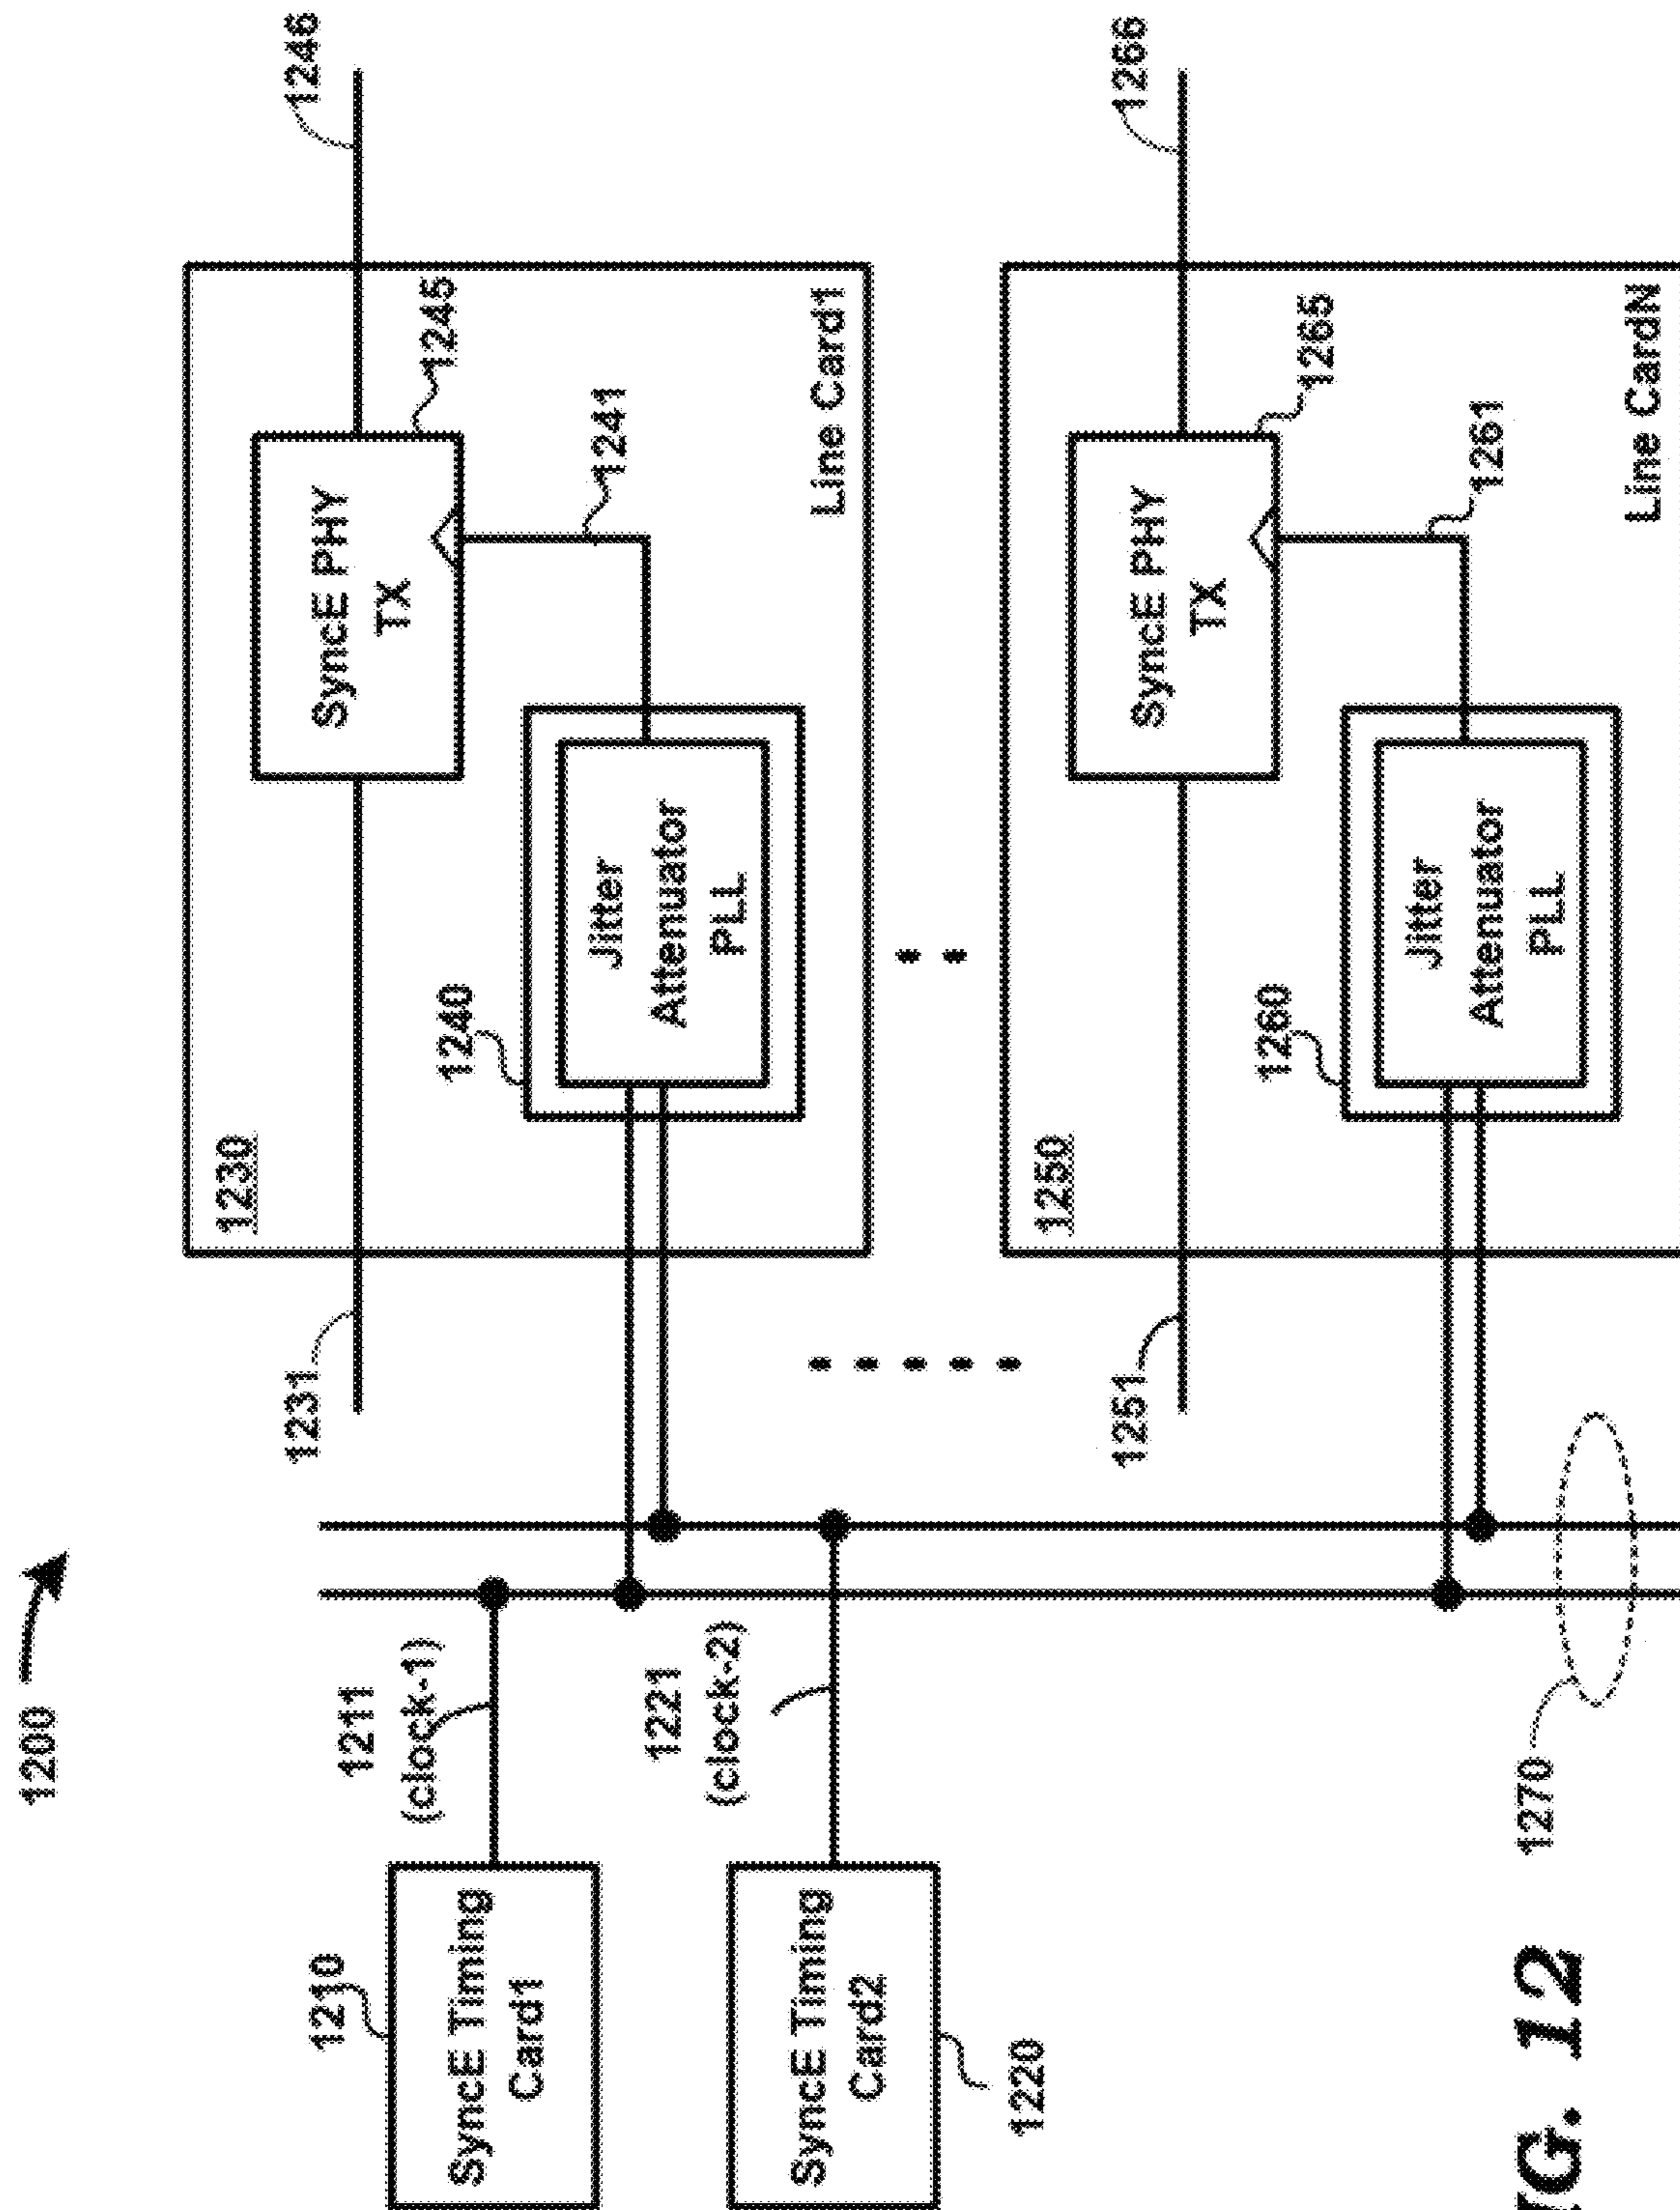 1200
1210
SyncE Timing
Card1
1211
(clock-1)
SyncE Timing
Card2
1220
1221
(clock-2)
1231
1230
SyncE PHY
TX
1245
1246
1240
Jitter
Attenuator
PLL
1241
Line Card1
1251
1250
SyncE PHY
TX
1265
1266
1260
Jitter
Attenuator
PLL
1261
Line CardN
1270
IG. 12